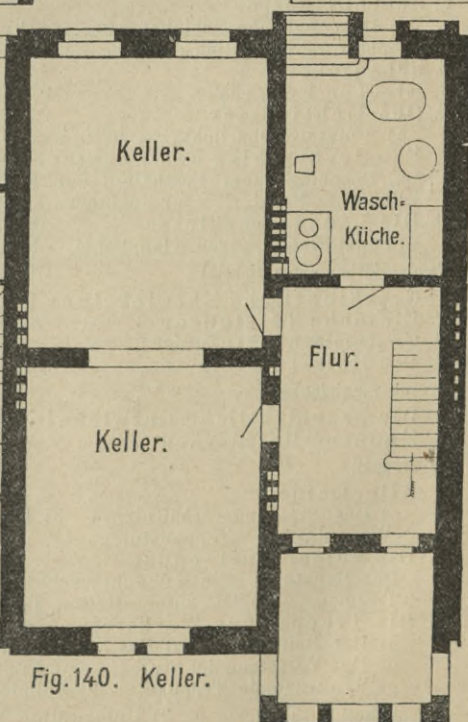 Keller.
Wasch=
Küche.
Flur.
Keller.
Fig.140. Keller.